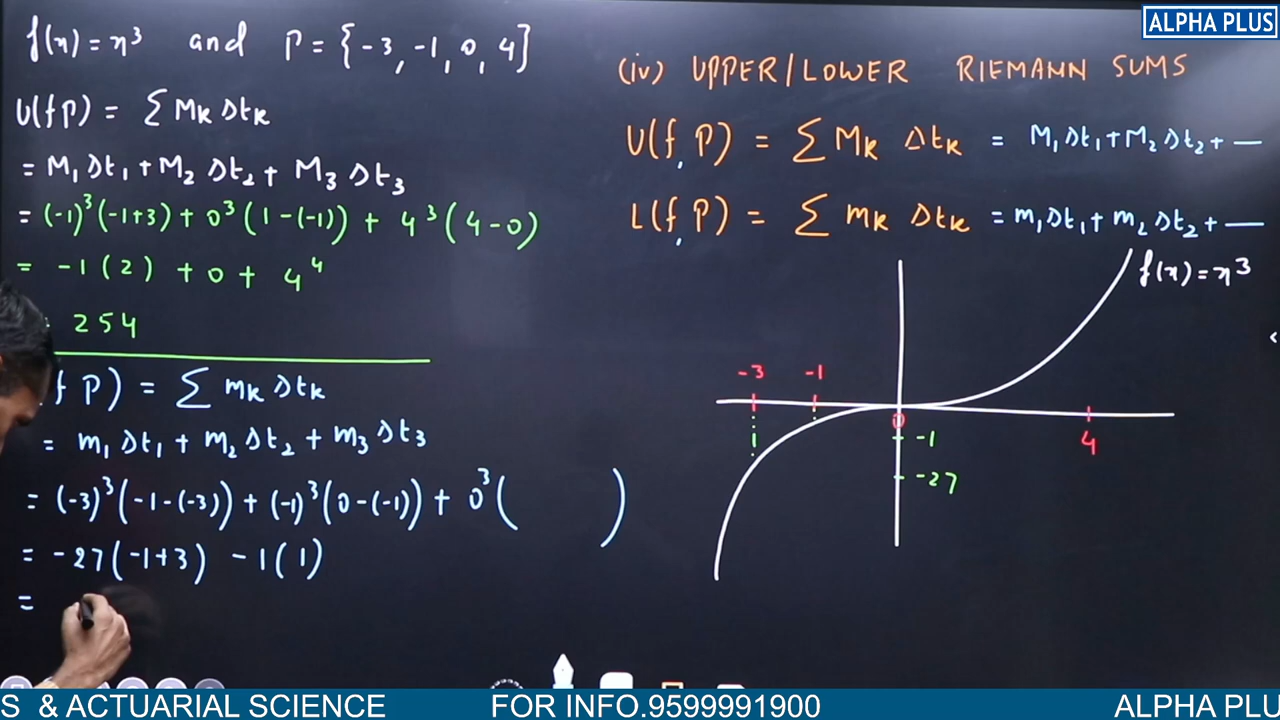 ALPHA PLUS
f(x) = x³ and P = {-3, -1, 0, 4}
U(f P) = Σ Mk Δtk
= M₁ Δt₁ + M₂ Δt₂ + M₃ Δt₃
= (-1)³(-1+3) + 0³(1-(-1)) + 4³(4-0)
= -1(2) + 0 + 4⁴
254
f P) = Σ mk Δtk
= m₁ Δt₁ + m₂ Δt₂ + m₃ Δt₃
= (-3)³(-1-(-3)) + (-1)³(0-(-1)) + 0³( )
= -27(-1+3) -1(1)
=
(iv) UPPER/LOWER RIEMANN SUMS
U(f, P) = Σ Mk Δtk = M₁Δt₁+M₂Δt₂+ —
L(f, P) = Σ mk Δtk = m₁Δt₁+m₂Δt₂+ —
f(x)=x³
-3 -1
0
4
-1
-27
S & ACTUARIAL SCIENCE FOR INFO.9599991900 ALPHA PLU